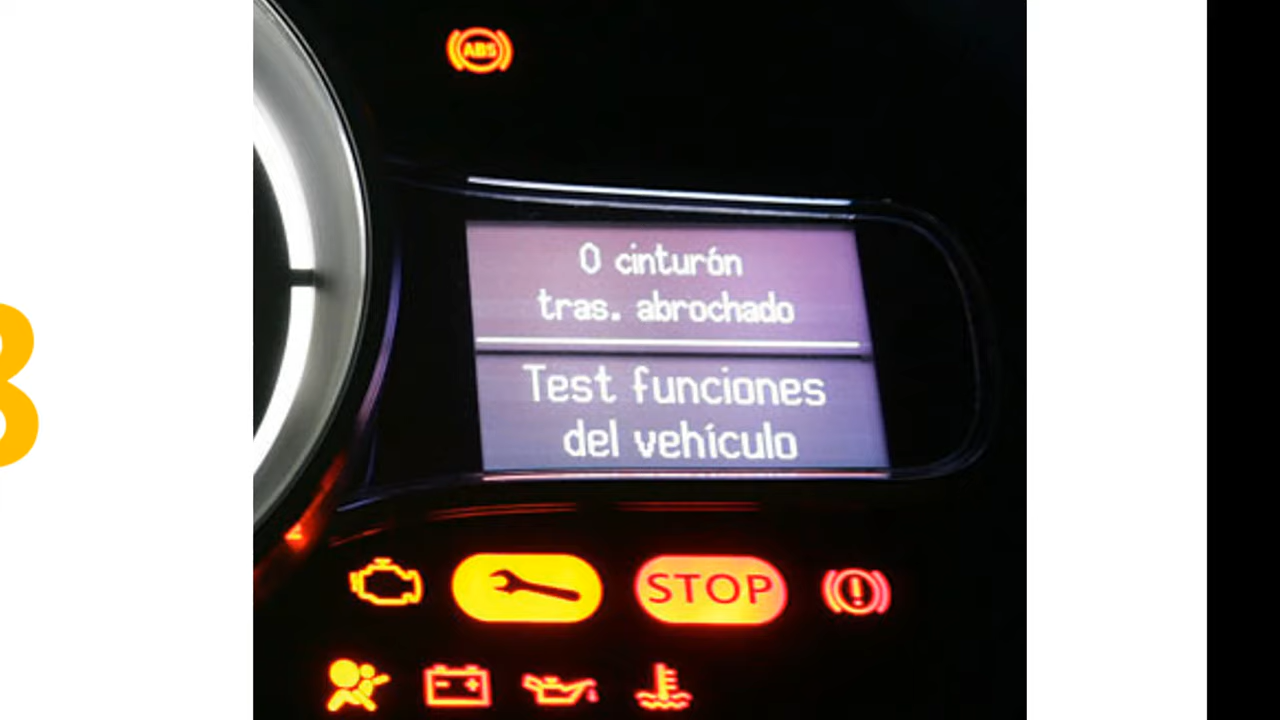 ABS
0 cinturón
tras. abrochado
Test funciones
del vehículo
STOP